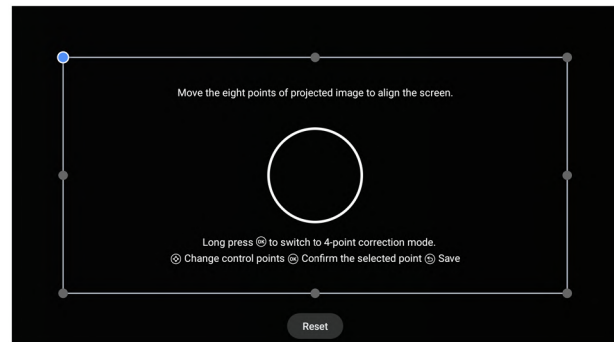 Move the eight points of projected image to align the screen.
Long press OK to switch to 4-point correction mode.
Change control points OK Confirm the selected point Save
Reset